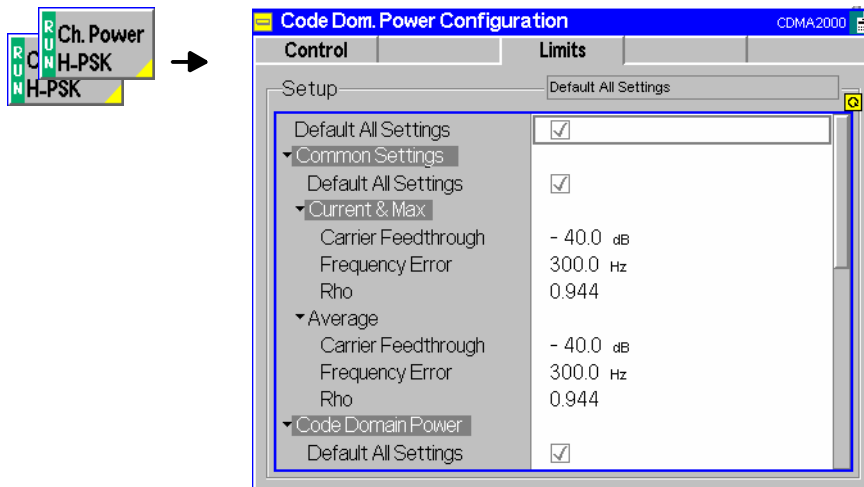 RUN
Ch. Power
H-PSK
RUN
C
H-PSK
Code Dom. Power Configuration
CDMA2000
Control
Limits
Setup
Default All Settings
Default All Settings
Common Settings
Default All Settings
Current & Max
Carrier Feedthrough - 40.0 dB
Frequency Error 300.0 Hz
Rho 0.944
Average
Carrier Feedthrough - 40.0 dB
Frequency Error 300.0 Hz
Rho 0.944
Code Domain Power
Default All Settings